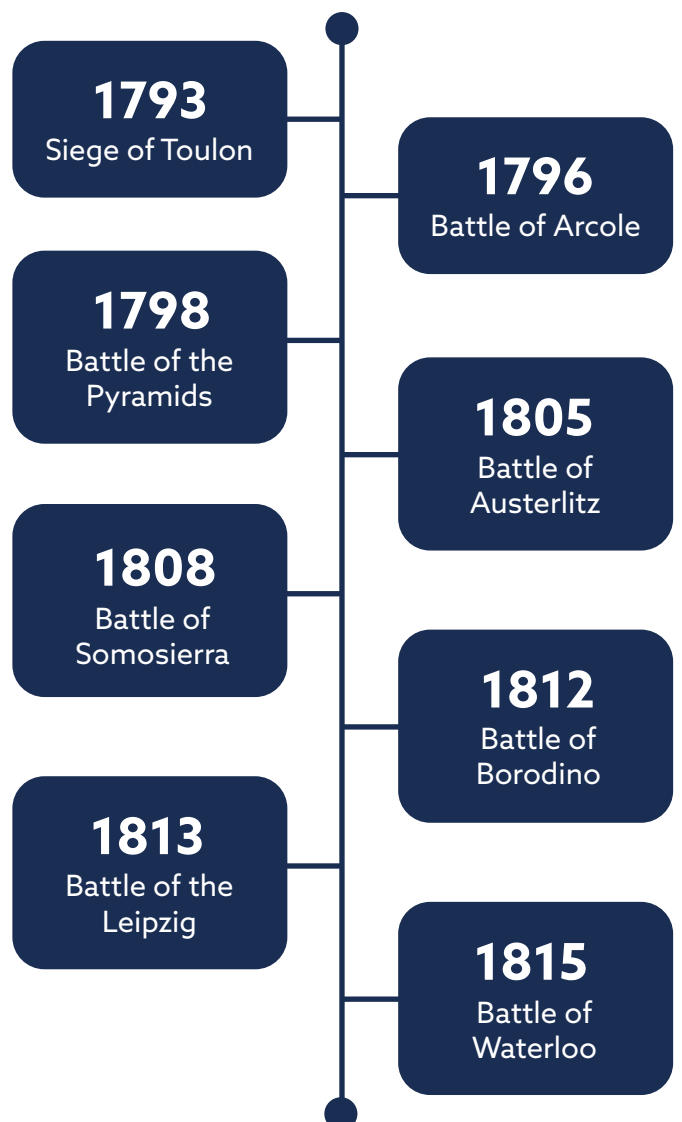 1793
Siege of Toulon
1796
Battle of Arcole
1798
Battle of the
Pyramids
1805
Battle of
Austerlitz
1808
Battle of
Somosierra
1812
Battle of
Borodino
1813
Battle of the
Leipzig
1815
Battle of
Waterloo